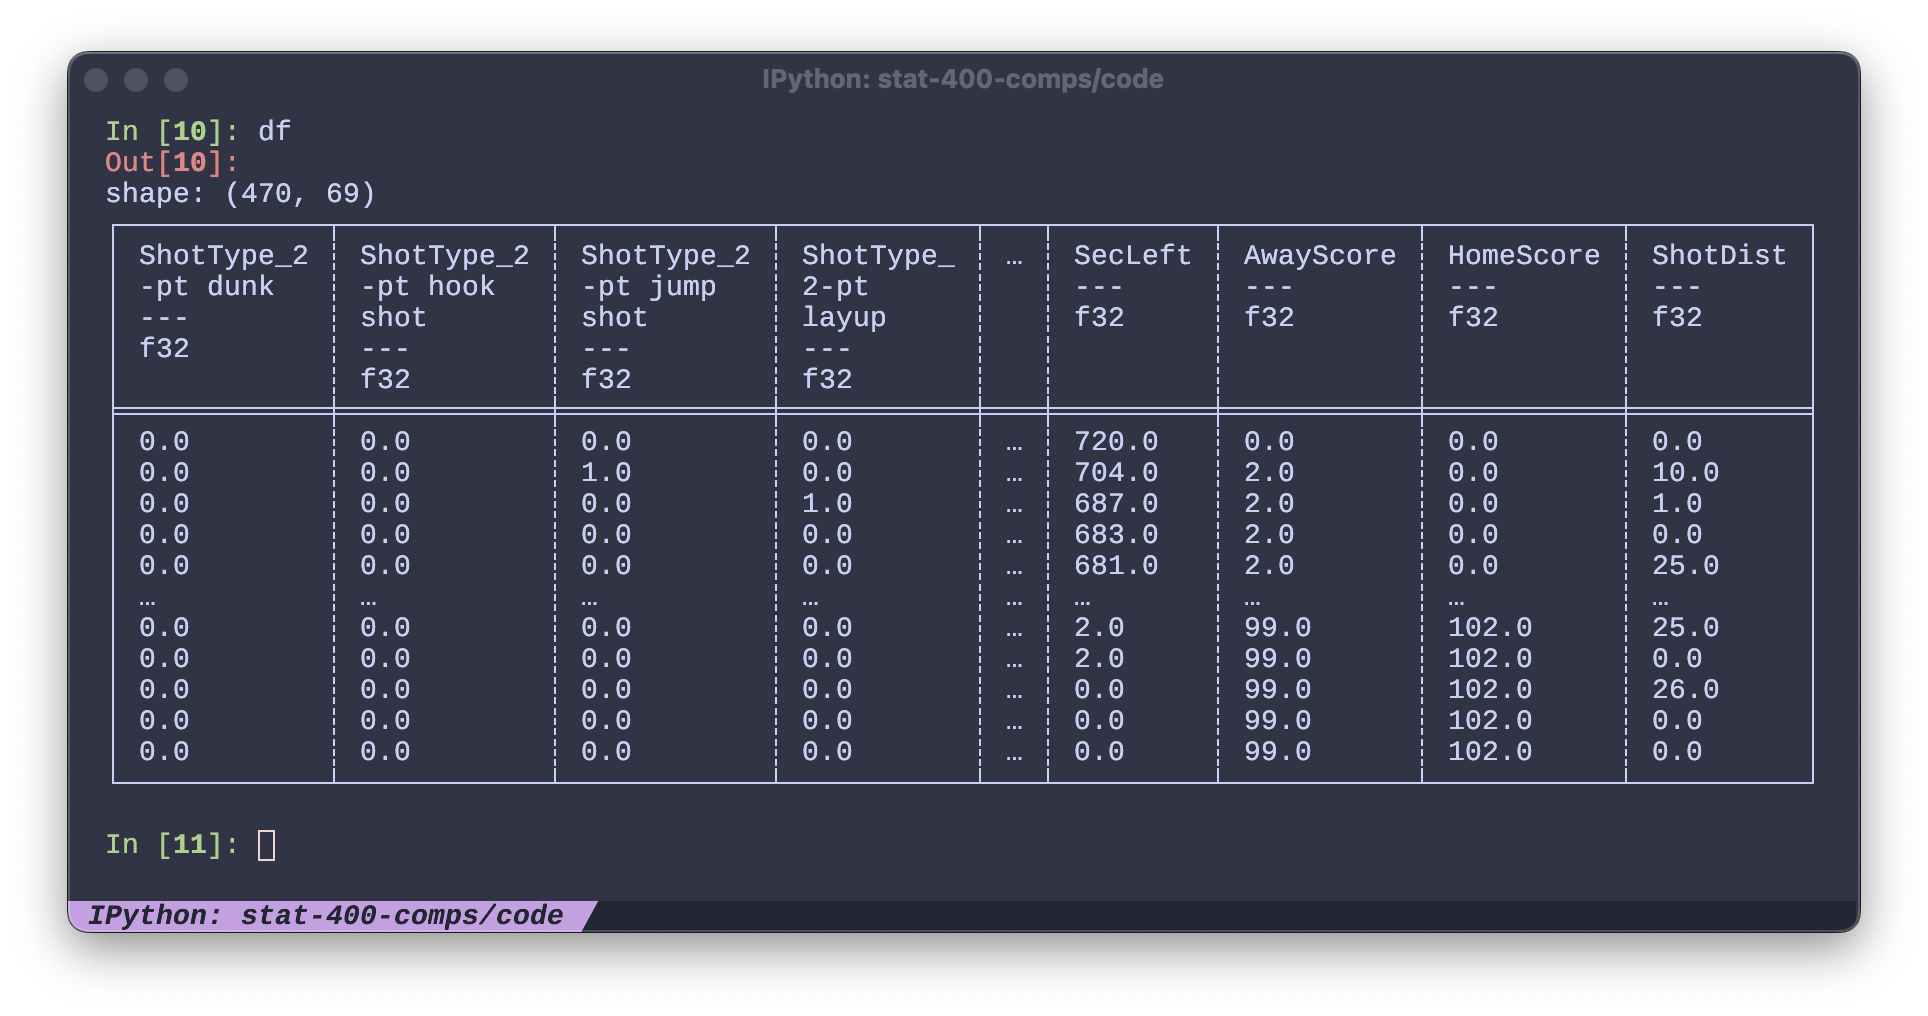 IPython: stat-400-comps/code
In [10]: df
Out[10]:
shape: (470, 69)
ShotType_2 ShotType_2 ShotType_2 ShotType_ … SecLeft AwayScore HomeScore ShotDist
-pt dunk -pt hook -pt jump 2-pt --- --- --- ---
--- shot shot layup f32 f32 f32 f32
f32 --- --- ---
f32 f32 f32
0.0 0.0 0.0 0.0 … 720.0 0.0 0.0 0.0
0.0 0.0 1.0 0.0 … 704.0 2.0 0.0 10.0
0.0 0.0 0.0 1.0 … 687.0 2.0 0.0 1.0
0.0 0.0 0.0 0.0 … 683.0 2.0 0.0 0.0
0.0 0.0 0.0 0.0 … 681.0 2.0 0.0 25.0
… … … … … … … … …
0.0 0.0 0.0 0.0 … 2.0 99.0 102.0 25.0
0.0 0.0 0.0 0.0 … 2.0 99.0 102.0 0.0
0.0 0.0 0.0 0.0 … 0.0 99.0 102.0 26.0
0.0 0.0 0.0 0.0 … 0.0 99.0 102.0 0.0
0.0 0.0 0.0 0.0 … 0.0 99.0 102.0 0.0
In [11]:
IPython: stat-400-comps/code